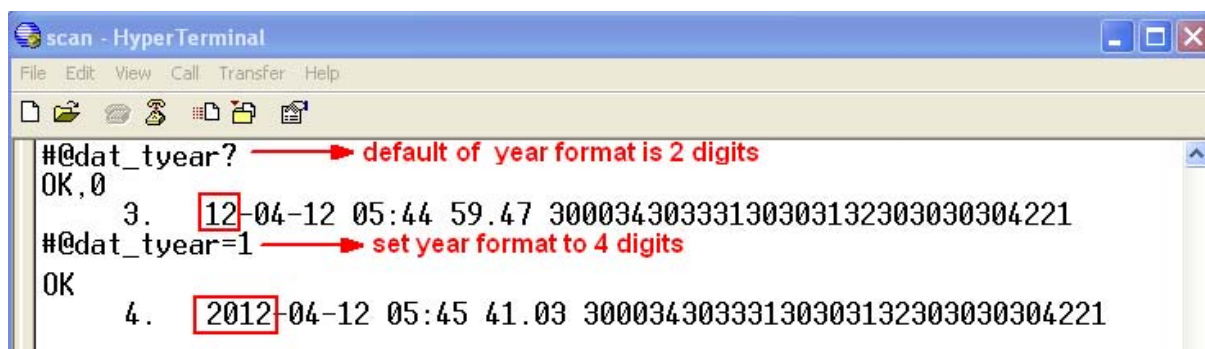 scan - HyperTerminal
File Edit View Call Transfer Help
#@dat_tyear? default of year format is 2 digits
OK,0
3. 12-04-12 05:44 59.47 30003430333130303132303030304221
#@dat_tyear=1 set year format to 4 digits
OK
4. 2012-04-12 05:45 41.03 30003430333130303132303030304221